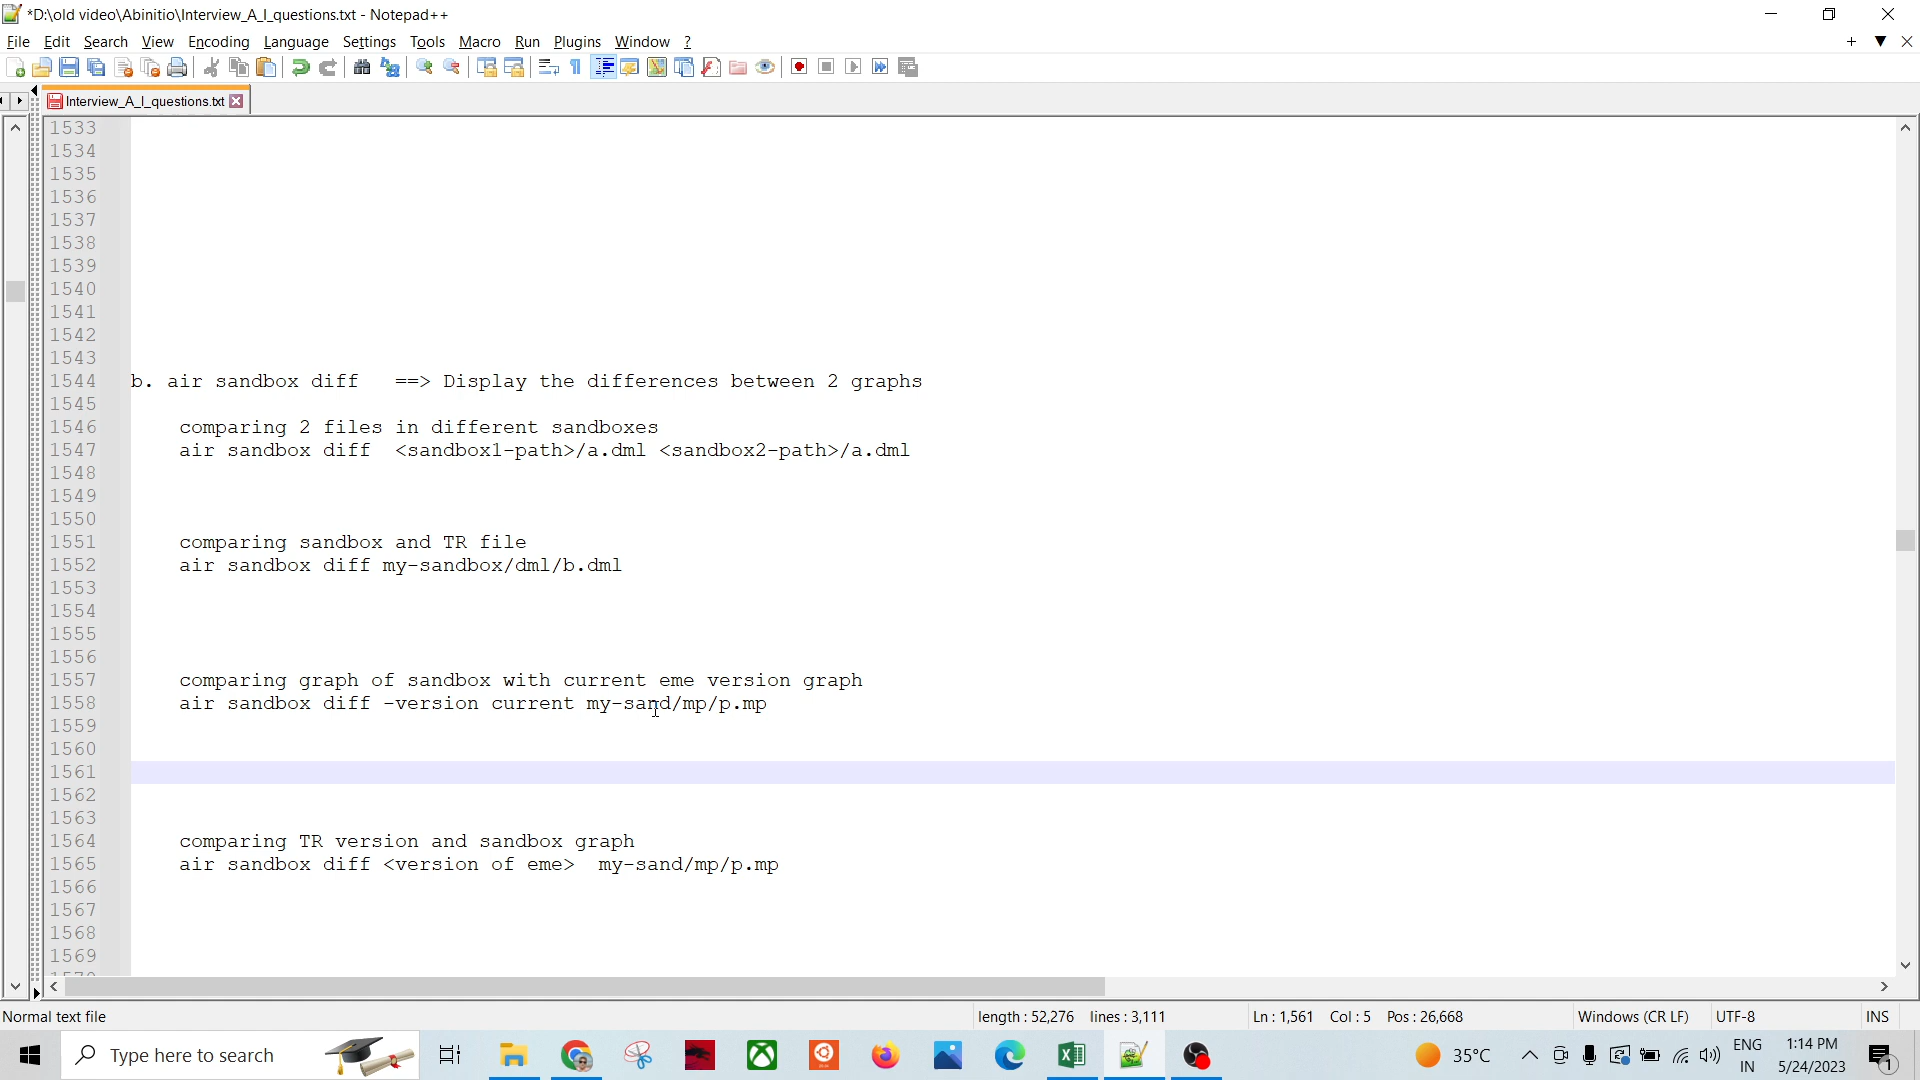 *D:\old video\Abinitio\Interview_A_I_questions.txt - Notepad++
File Edit Search View Encoding Language Settings Tools Macro Run Plugins Window ?
Interview_A_I_questions.txt
1533
1534
1535
1536
1537
1538
1539
1540
1541
1542
1543
1544 b. air sandbox diff ==> Display the differences between 2 graphs
1545
1546 comparing 2 files in different sandboxes
1547 air sandbox diff <sandbox1-path>/a.dml <sandbox2-path>/a.dml
1548
1549
1550
1551 comparing sandbox and TR file
1552 air sandbox diff my-sandbox/dml/b.dml
1553
1554
1555
1556
1557 comparing graph of sandbox with current eme version graph
1558 air sandbox diff -version current my-sand/mp/p.mp
1559
1560
1561
1562
1563
1564 comparing TR version and sandbox graph
1565 air sandbox diff <version of eme> my-sand/mp/p.mp
1566
1567
1568
1569
1570
Normal text file length : 52,276 lines : 3,111 Ln : 1,561 Col : 5 Pos : 26,668 Windows (CR LF) UTF-8 INS
Type here to search 35°C ENG IN 1:14 PM 5/24/2023 1